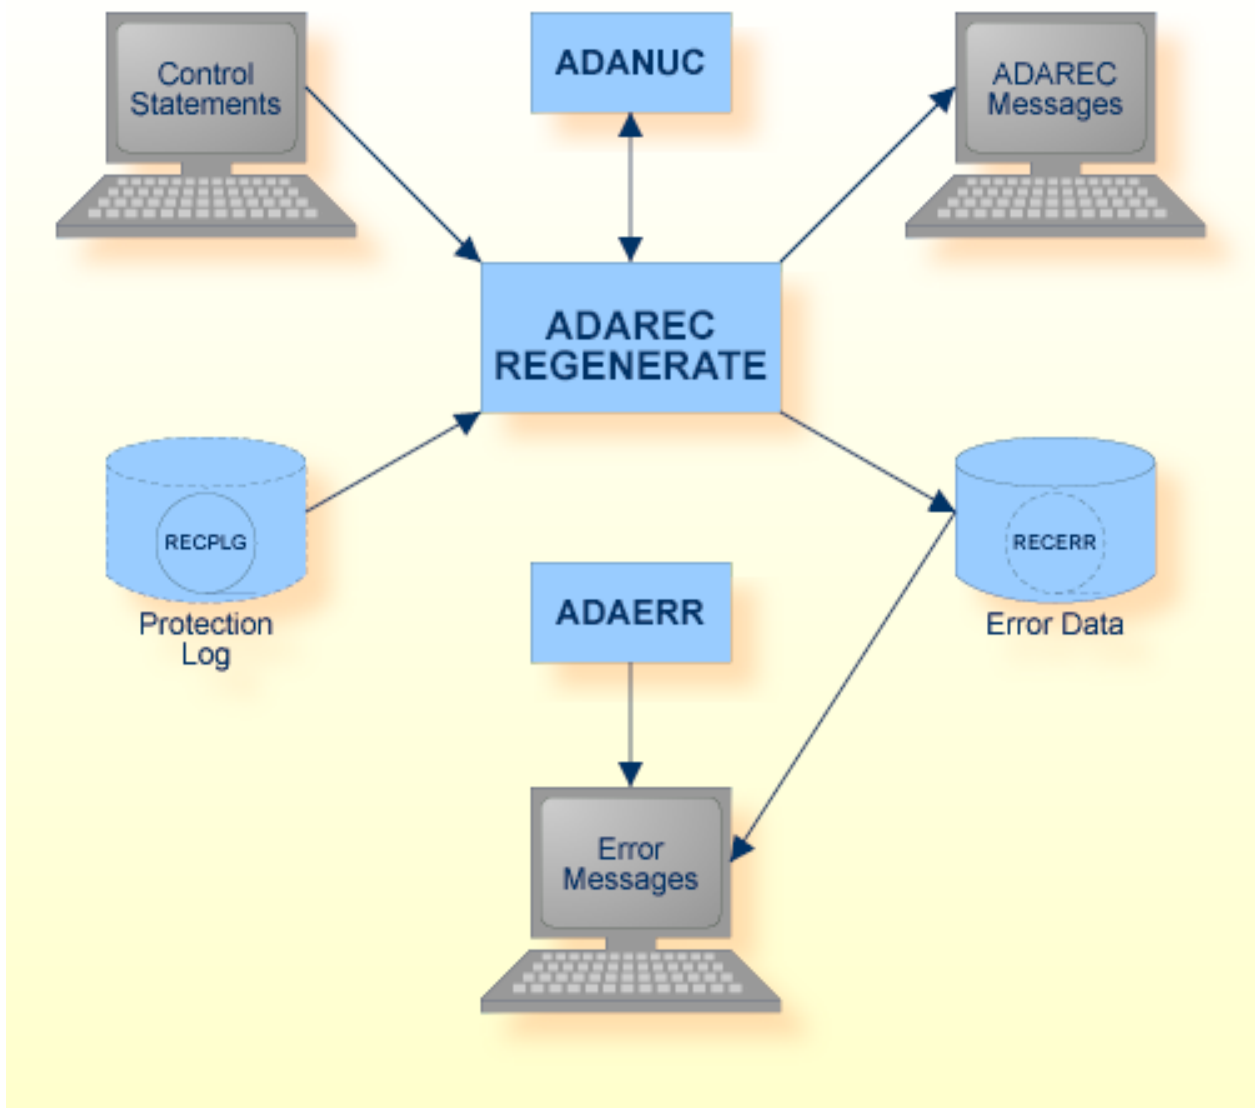 Control
Statements
ADANUC
ADAREC
Messages
ADAREC
REGENERATE
RECPLG
Protection
Log
RECERR
Error Data
ADAERR
Error
Messages